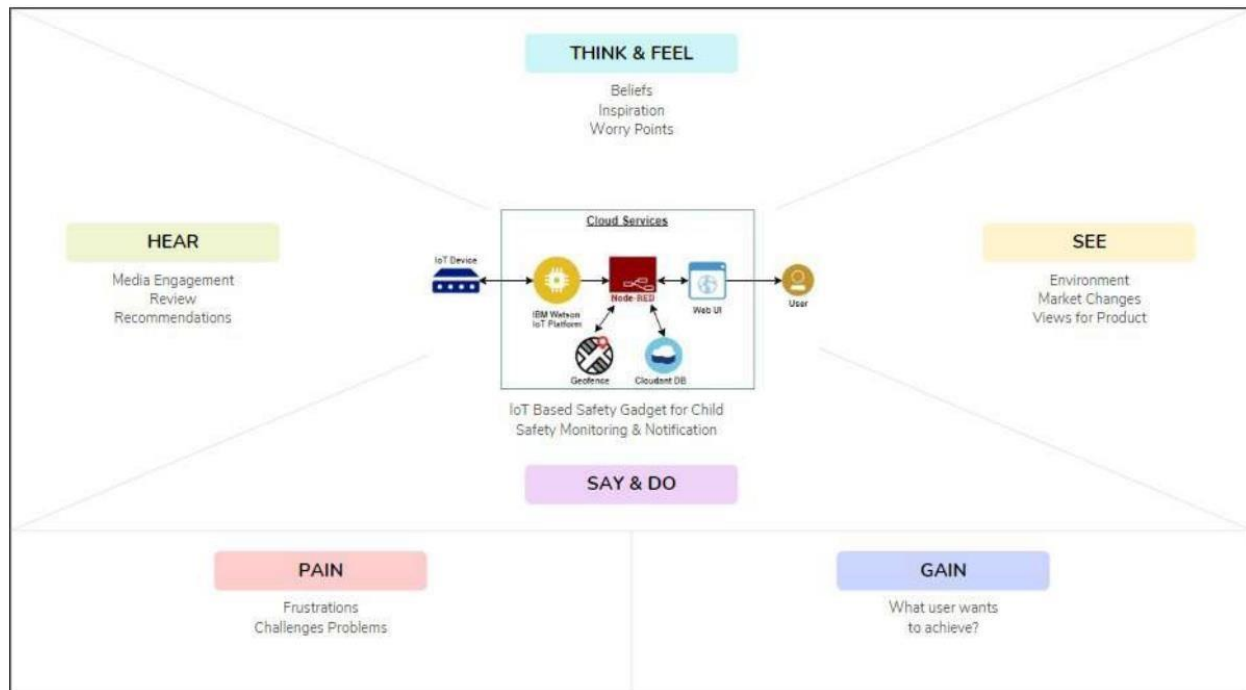 THINK & FEEL
Beliefs
Inspiration
Worry Points
HEAR
Media Engagement
Review
Recommendations
Cloud Services
IoT Device
IBM Watson
IoT Platform
Node-RED
Web UI
User
Geofence
Cloudant DB
IoT Based Safety Gadget for Child
Safety Monitoring & Notification
SEE
Environment
Market Changes
Views for Product
SAY & DO
PAIN
Frustrations
Challenges Problems
GAIN
What user wants
to achieve?